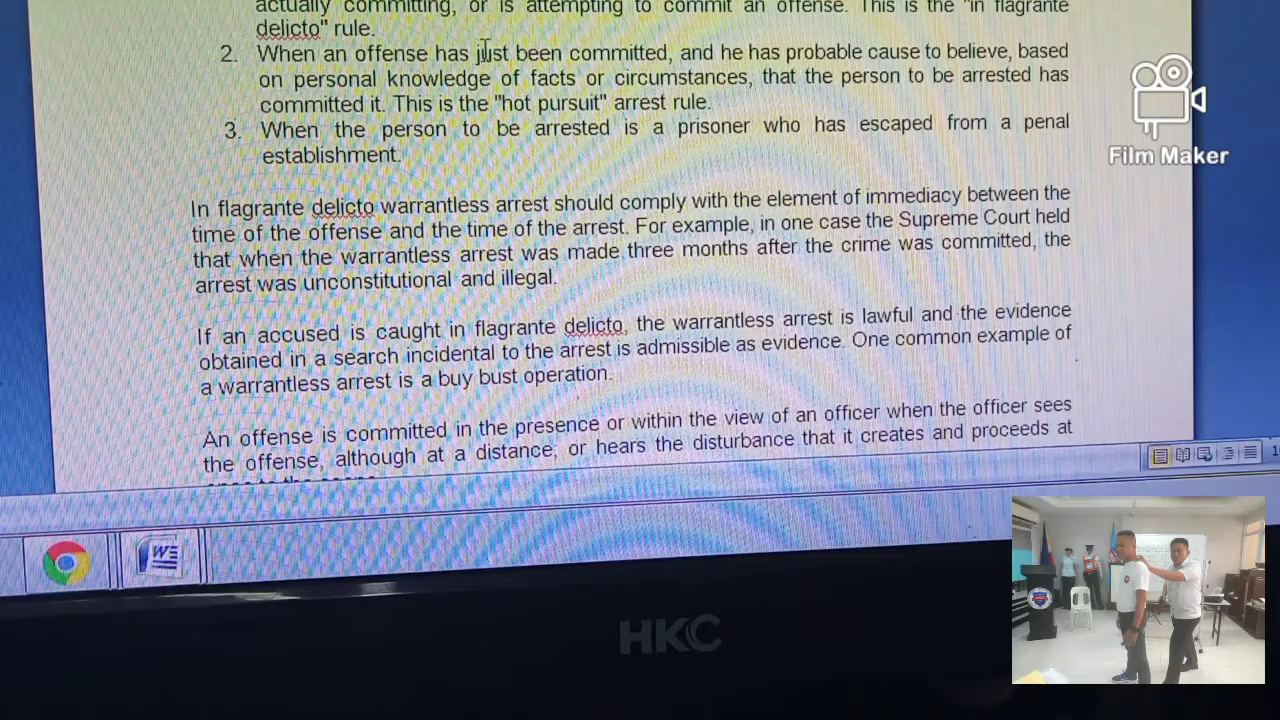 actually committing, or is attempting to commit an offense. This is the "in flagrante
delicto" rule.
2. When an offense has just been committed, and he has probable cause to believe, based
on personal knowledge of facts or circumstances, that the person to be arrested has
committed it. This is the "hot pursuit" arrest rule.
3. When the person to be arrested is a prisoner who has escaped from a penal
establishment.
In flagrante delicto warrantless arrest should comply with the element of immediacy between the
time of the offense and the time of the arrest. For example, in one case the Supreme Court held
that when the warrantless arrest was made three months after the crime was committed, the
arrest was unconstitutional and illegal.
If an accused is caught in flagrante delicto, the warrantless arrest is lawful and the evidence
obtained in a search incidental to the arrest is admissible as evidence. One common example of
a warrantless arrest is a buy bust operation.
An offense is committed in the presence or within the view of an officer when the officer sees
the offense, although at a distance; or hears the disturbance that it creates and proceeds at
Film Maker
W
HKC